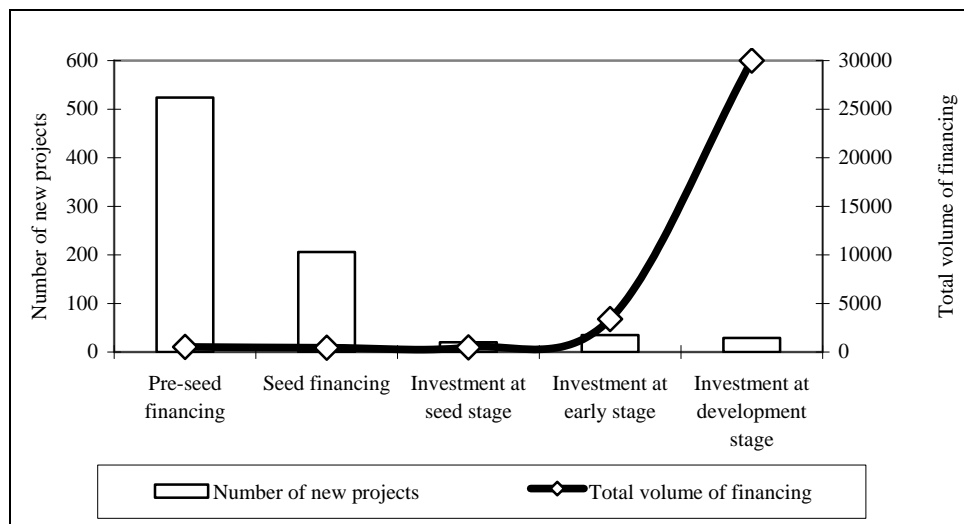 600
500
400
300
200
100
0
Number of new projects
30000
25000
20000
15000
10000
5000
0
Total volume of financing
Pre-seed
financing
Seed financing
Investment at
seed stage
Investment at
early stage
Investment at
development
stage
Number of new projects
Total volume of financing